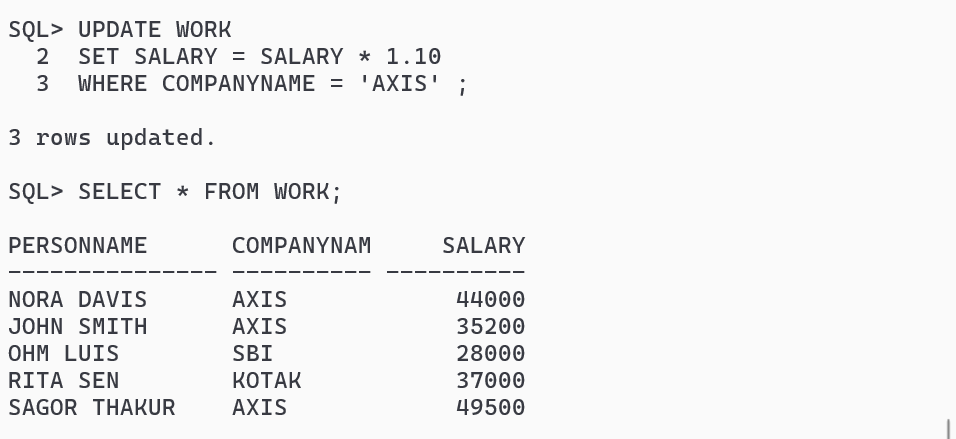 SQL> UPDATE WORK
  2  SET SALARY = SALARY * 1.10
  3  WHERE COMPANYNAME = 'AXIS' ;

3 rows updated.

SQL> SELECT * FROM WORK;

PERSONNAME      COMPANYNAM     SALARY
--------------- ---------- ----------
NORA DAVIS      AXIS            44000
JOHN SMITH      AXIS            35200
OHM LUIS        SBI             28000
RITA SEN        KOTAK           37000
SAGOR THAKUR    AXIS            49500